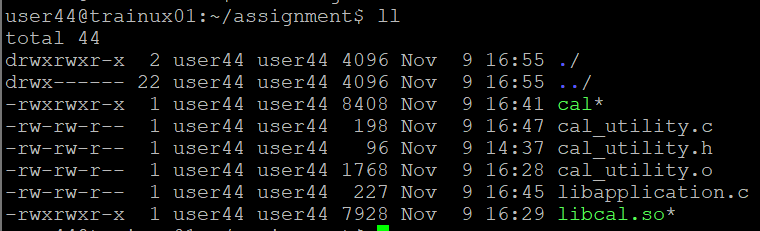 user44@trainux01:~/assignment$ ll
total 44
drwxrwxr-x  2 user44 user44 4096 Nov  9 16:55 ./
drwx------ 22 user44 user44 4096 Nov  9 16:55 ../
-rwxrwxr-x  1 user44 user44 8408 Nov  9 16:41 cal*
-rw-rw-r--  1 user44 user44  198 Nov  9 16:47 cal_utility.c
-rw-rw-r--  1 user44 user44   96 Nov  9 14:37 cal_utility.h
-rw-rw-r--  1 user44 user44 1768 Nov  9 16:28 cal_utility.o
-rw-rw-r--  1 user44 user44  227 Nov  9 16:45 libapplication.c
-rwxrwxr-x  1 user44 user44 7928 Nov  9 16:29 libcal.so*